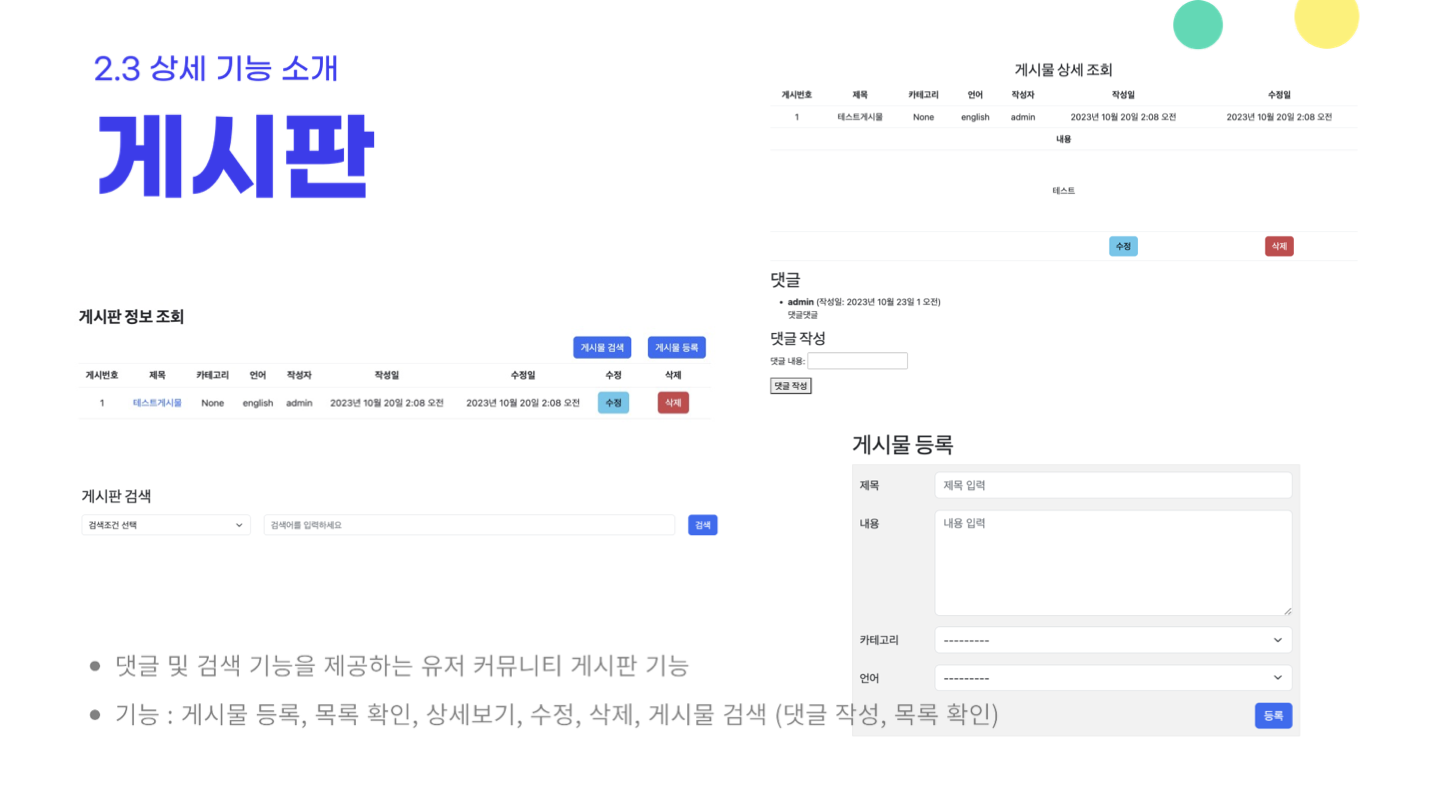 2.3 상세 기능 소개
게시판
게시판 정보 조회
게시물 검색 게시물 등록
게시번호 제목 카테고리 언어 작성자 작성일 수정일 수정 삭제
1 테스트게시물 None english admin 2023년 10월 20일 2:08 오전 2023년 10월 20일 2:08 오전 수정 삭제
게시판 검색
검색조건 선택 검색어를 입력하세요 검색
게시물 상세 조회
게시번호 제목 카테고리 언어 작성자 작성일 수정일
1 테스트게시물 None english admin 2023년 10월 20일 2:08 오전 2023년 10월 20일 2:08 오전
내용
테스트
수정 삭제
댓글
• admin (작성일: 2023년 10월 23일 1 오전)
댓글댓글
댓글 작성
댓글 내용:
댓글 작성
게시물 등록
제목 제목 입력
내용 내용 입력
카테고리 ---------
언어 ---------
등록
● 댓글 및 검색 기능을 제공하는 유저 커뮤니티 게시판 기능
● 기능 : 게시물 등록, 목록 확인, 상세보기, 수정, 삭제, 게시물 검색 (댓글 작성, 목록 확인)